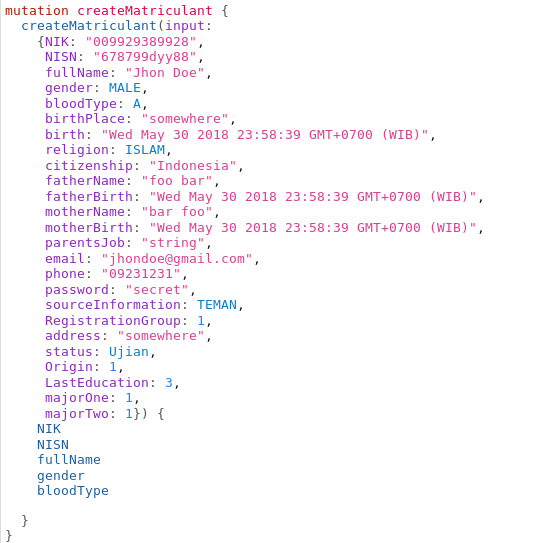 mutation createMatriculant {
  createMatriculant(input:
    {NIK: "009929389928",
     NISN: "678799dyy88",
     fullName: "Jhon Doe",
     gender: MALE,
     bloodType: A,
     birthPlace: "somewhere",
     birth: "Wed May 30 2018 23:58:39 GMT+0700 (WIB)",
     religion: ISLAM,
     citizenship: "Indonesia",
     fatherName: "foo bar",
     fatherBirth: "Wed May 30 2018 23:58:39 GMT+0700 (WIB)",
     motherName: "bar foo",
     motherBirth: "Wed May 30 2018 23:58:39 GMT+0700 (WIB)",
     parentsJob: "string",
     email: "jhondoe@gmail.com",
     phone: "09231231",
     password: "secret",
     sourceInformation: TEMAN,
     RegistrationGroup: 1,
     address: "somewhere",
     status: Ujian,
     Origin: 1,
     LastEducation: 3,
     majorOne: 1,
     majorTwo: 1}) {
    NIK
    NISN
    fullName
    gender
    bloodType
  }
}